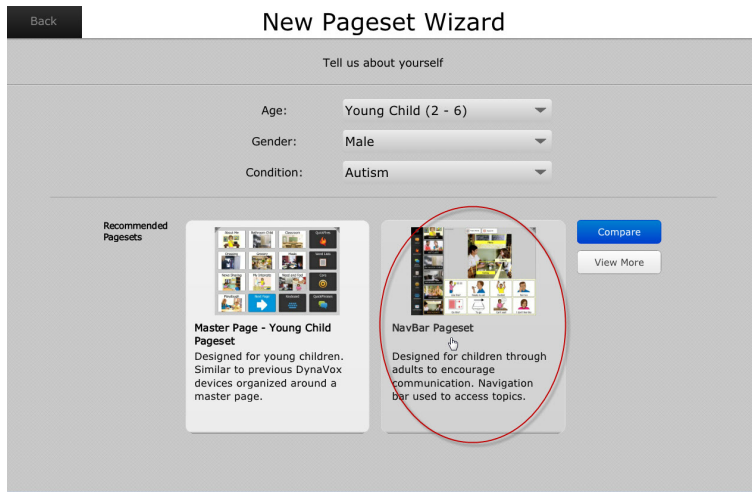 Back
New Pageset Wizard
Tell us about yourself
Age:
Young Child (2 - 6)
Gender:
Male
Condition:
Autism
Recommended
Pagesets
Master Page - Young Child
Pageset
Designed for young children.
Similar to previous DynaVox
devices organized around a
master page.
NavBar Pageset
Designed for children through
adults to encourage
communication. Navigation
bar used to access topics.
Compare
View More